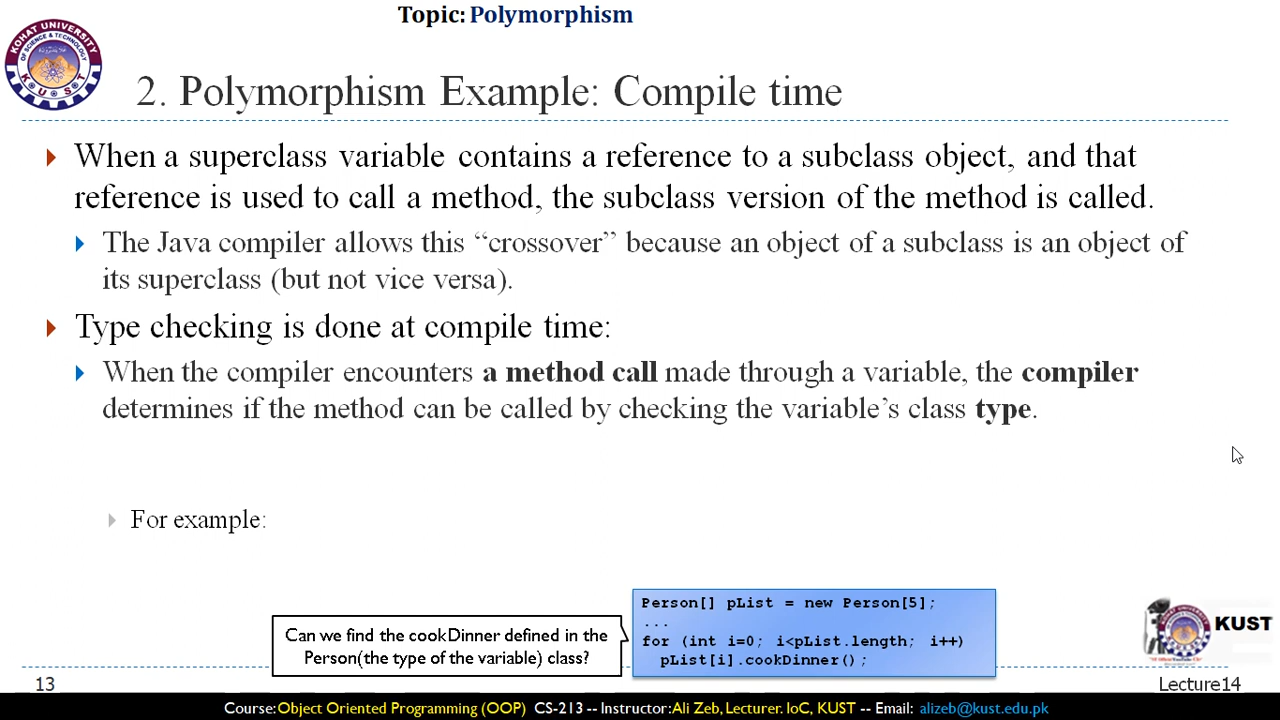 Topic: Polymorphism
KOHAT UNIVERSITY
OF SCIENCE & TECHNOLOGY
K U S T
2. Polymorphism Example: Compile time
When a superclass variable contains a reference to a subclass object, and that
reference is used to call a method, the subclass version of the method is called.
The Java compiler allows this “crossover” because an object of a subclass is an object of
its superclass (but not vice versa).
Type checking is done at compile time:
When the compiler encounters a method call made through a variable, the compiler
determines if the method can be called by checking the variable’s class type.
For example:
Can we find the cookDinner defined in the
Person(the type of the variable) class?
Person[] pList = new Person[5];
...
for (int i=0; i<pList.length; i++)
pList[i].cookDinner();
KUST
13
Lecture14
Course: Object Oriented Programming (OOP) CS-213 -- Instructor: Ali Zeb, Lecturer. IoC, KUST -- Email: alizeb@kust.edu.pk